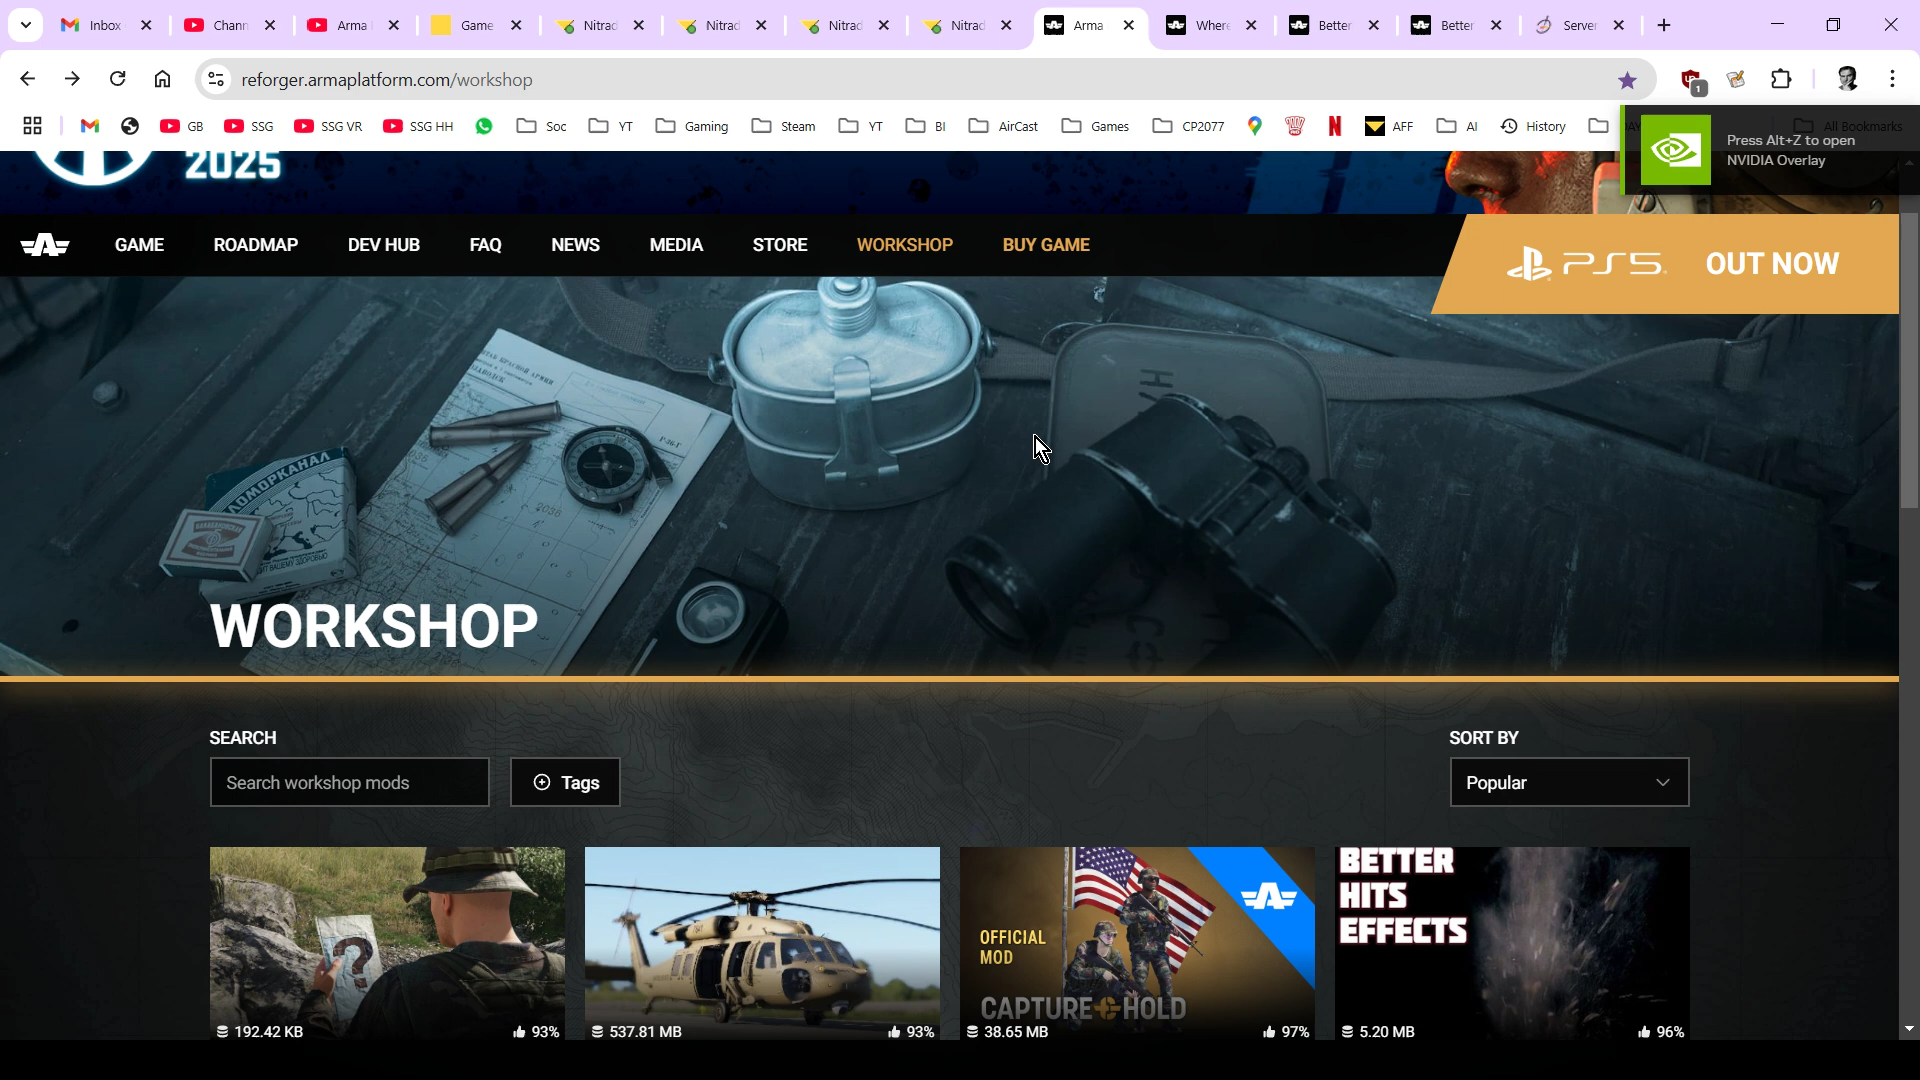 Inbox
Chann
Arma
Game
Nitrad
Nitrad
Nitrad
Nitrad
Arma
Where
Better
Better
Server
reforger.armaplatform.com/workshop
1
GB
SSG
SSG VR
SSG HH
Soc
YT
Gaming
Steam
YT
BI
AirCast
Games
CP2077
AFF
AI
History
All Bookmarks
Press Alt+Z to open
NVIDIA Overlay
2025
GAME
ROADMAP
DEV HUB
FAQ
NEWS
MEDIA
STORE
WORKSHOP
BUY GAME
PS5
OUT NOW
WORKSHOP
SEARCH
SORT BY
Search workshop mods
Tags
Popular
OFFICIAL
MOD
CAPTURE HOLD
BETTER
HITS
EFFECTS
192.42 KB
93%
537.81 MB
93%
38.65 MB
97%
5.20 MB
96%